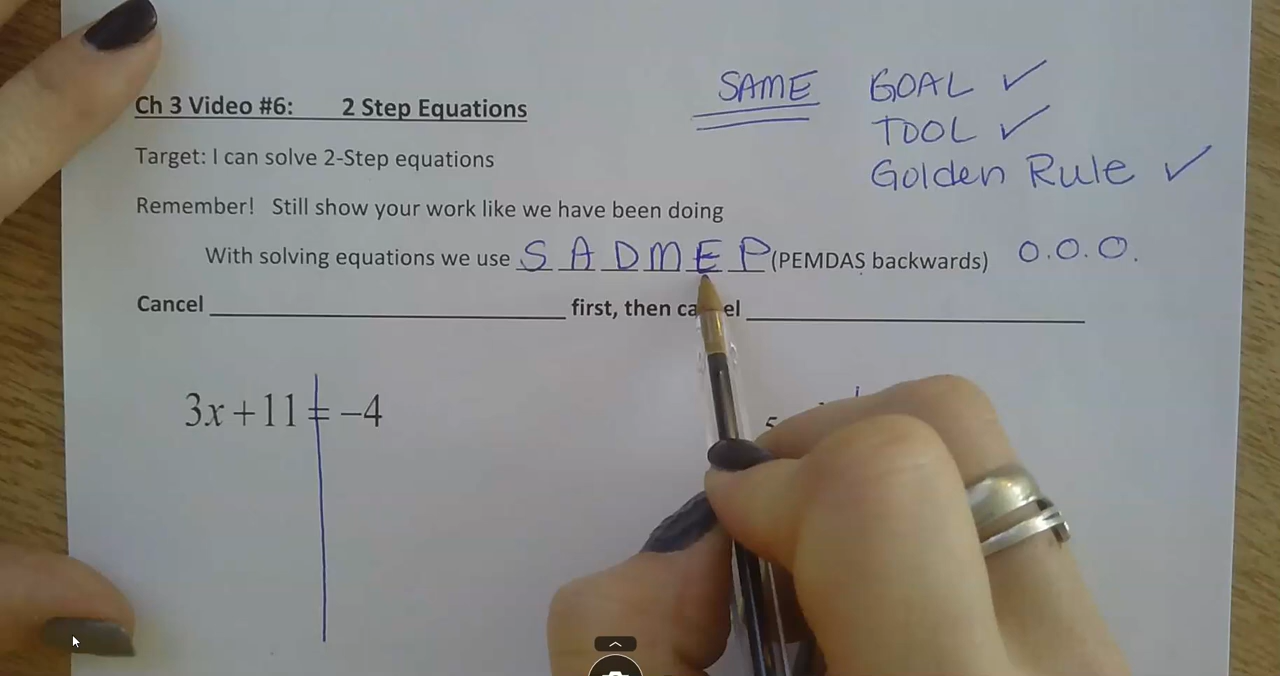 SAME GOAL ✓
TOOL ✓
Golden Rule ✓
Ch 3 Video #6: 2 Step Equations
Target: I can solve 2-Step equations
Remember! Still show your work like we have been doing
With solving equations we use S A D M E P (PEMDAS backwards) O.O.O.
Cancel ____________________ first, then ____________________
3x + 11 = −4